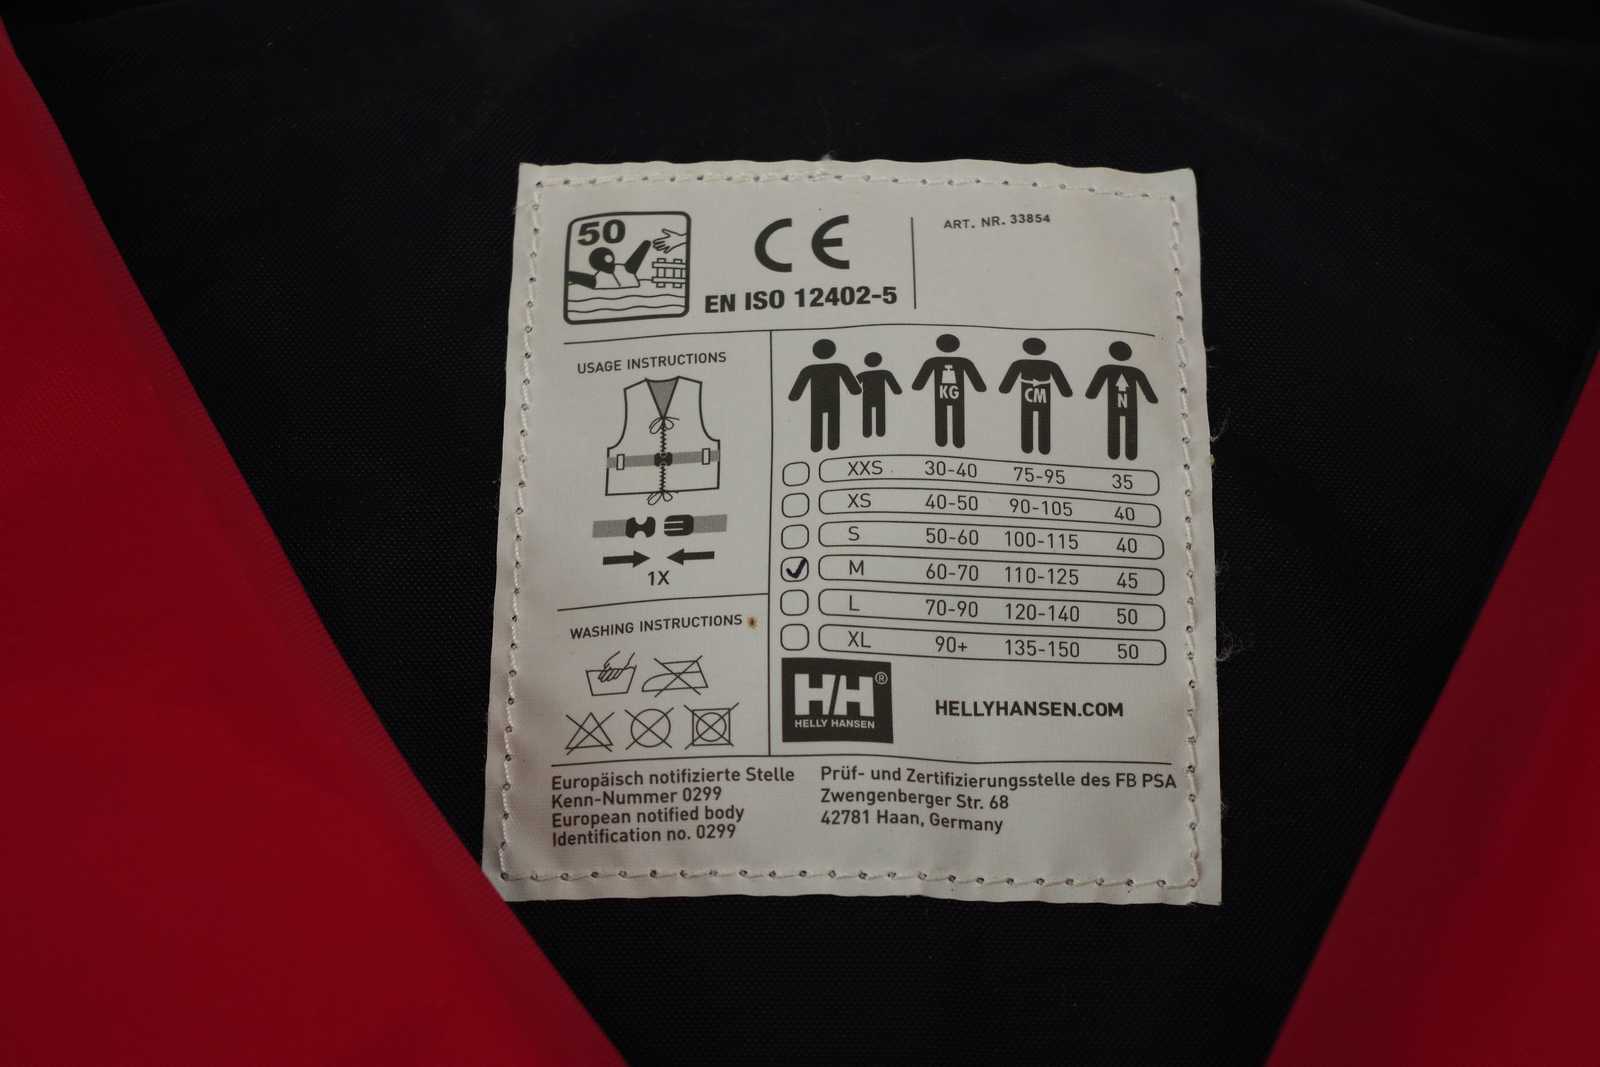 50
CE
EN ISO 12402-5
ART. NR. 33854
USAGE INSTRUCTIONS
1X
WASHING INSTRUCTIONS
KG CM N
XXS 30-40 75-95 35
XS 40-50 90-105 40
S 50-60 100-115 40
M 60-70 110-125 45
L 70-90 120-140 50
XL 90+ 135-150 50
HH®
HELLY HANSEN
HELLYHANSEN.COM
Europäisch notifizierte Stelle
Kenn-Nummer 0299
European notified body
Identification no. 0299
Prüf- und Zertifizierungsstelle des FB PSA
Zwengenberger Str. 68
42781 Haan, Germany